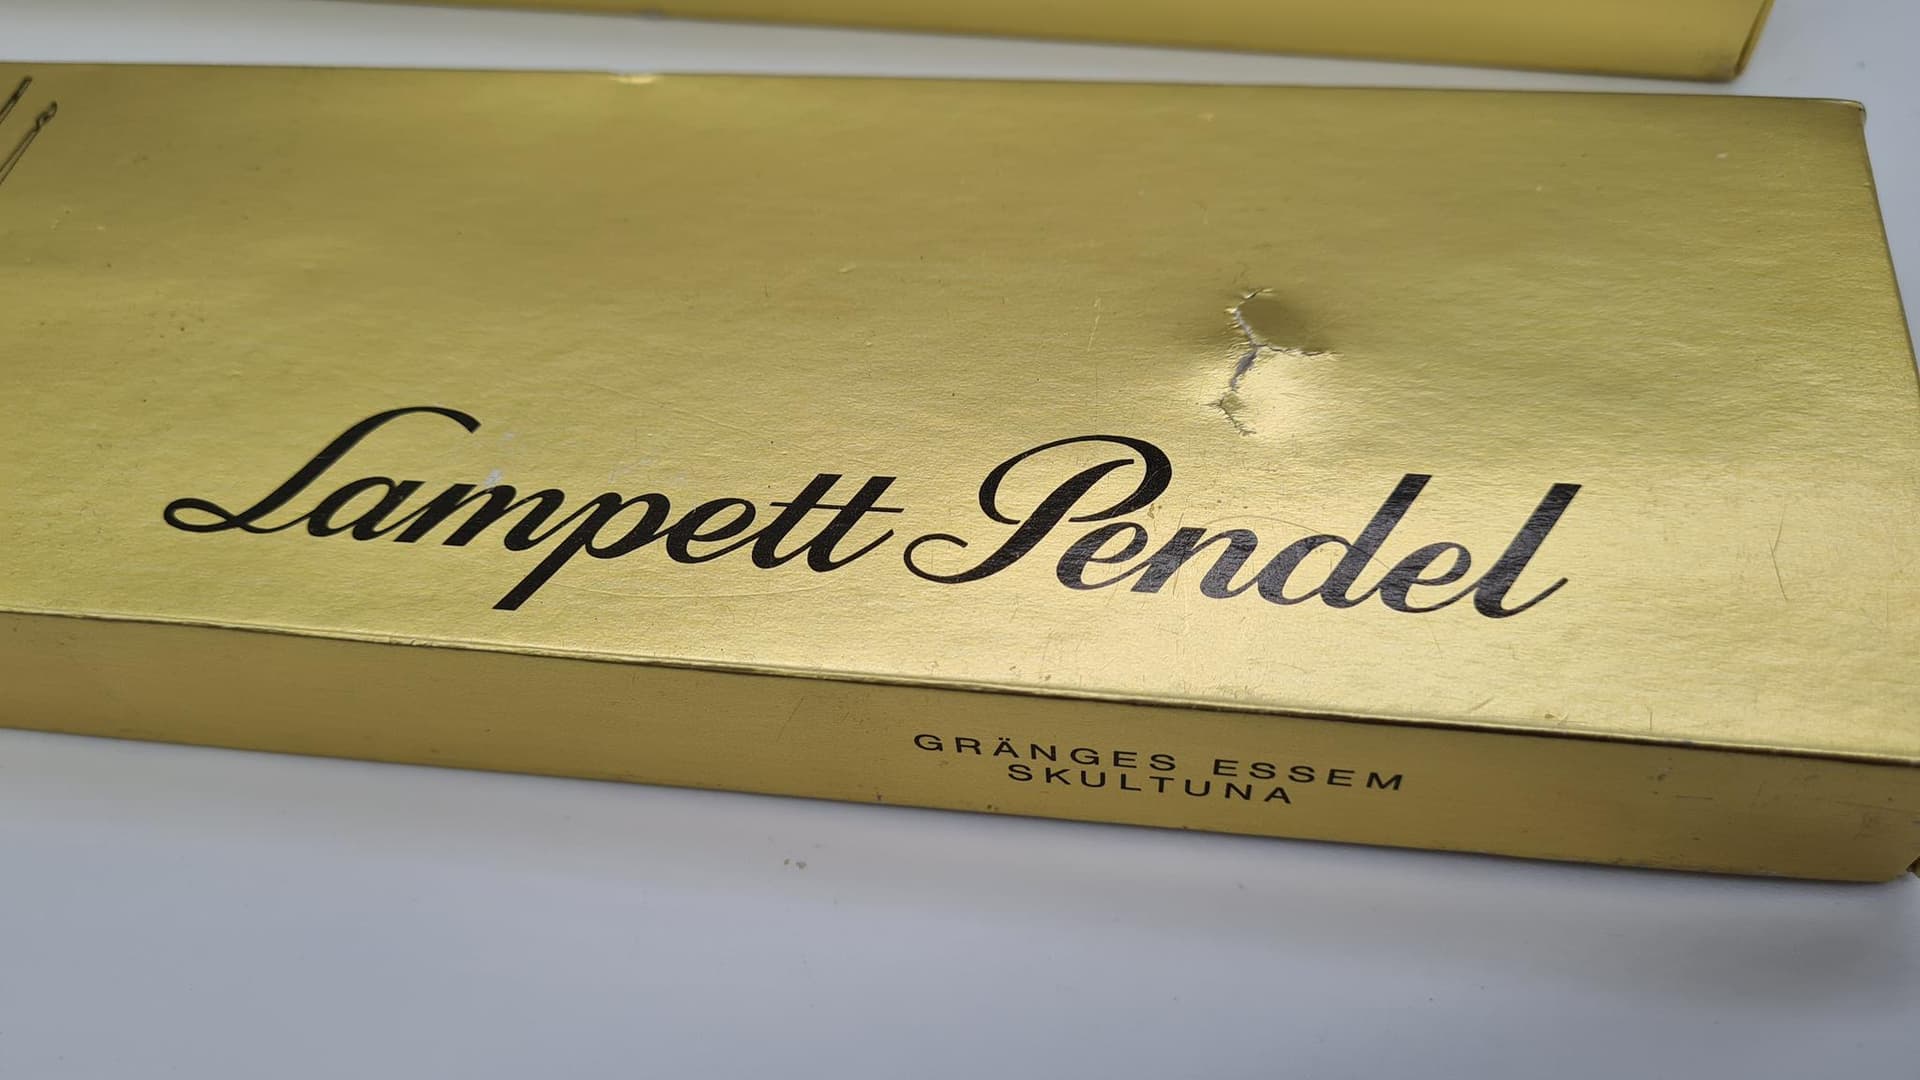 Lampett Pendel
GRÄNGES ESSEM
SKULTUNA